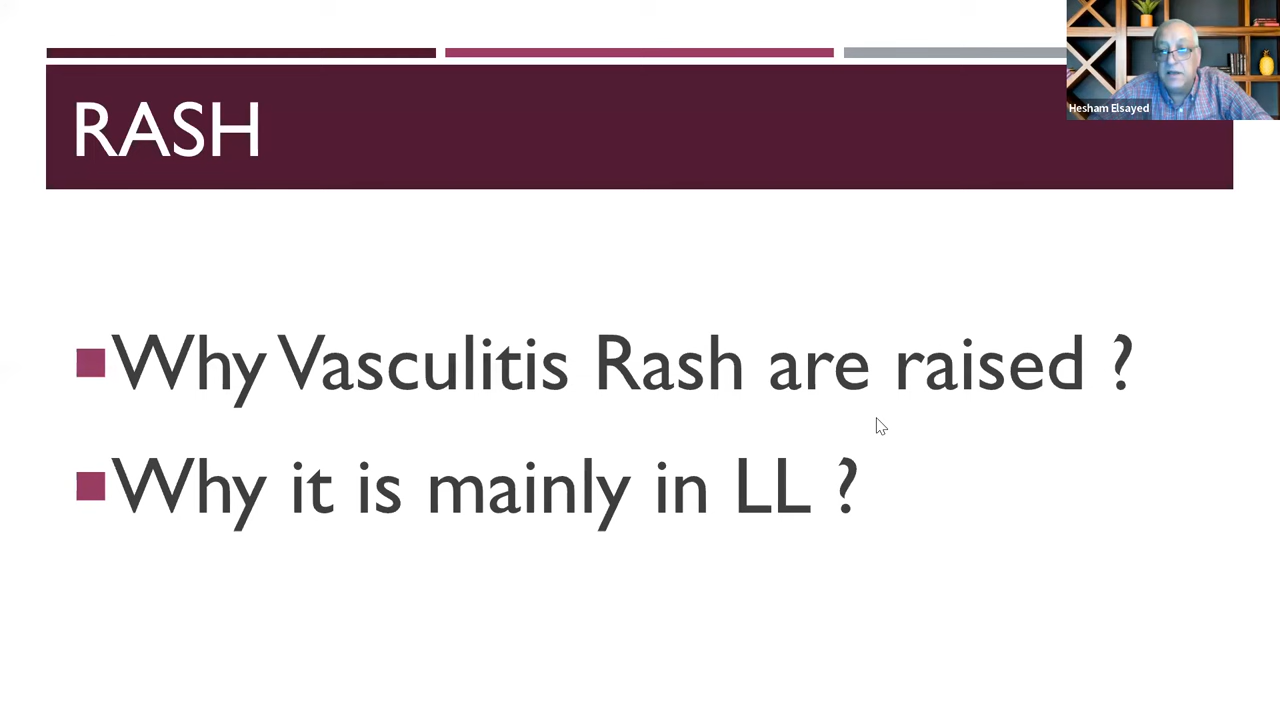 RASH
Hesham Elsayed
Why Vasculitis Rash are raised ?
Why it is mainly in LL ?